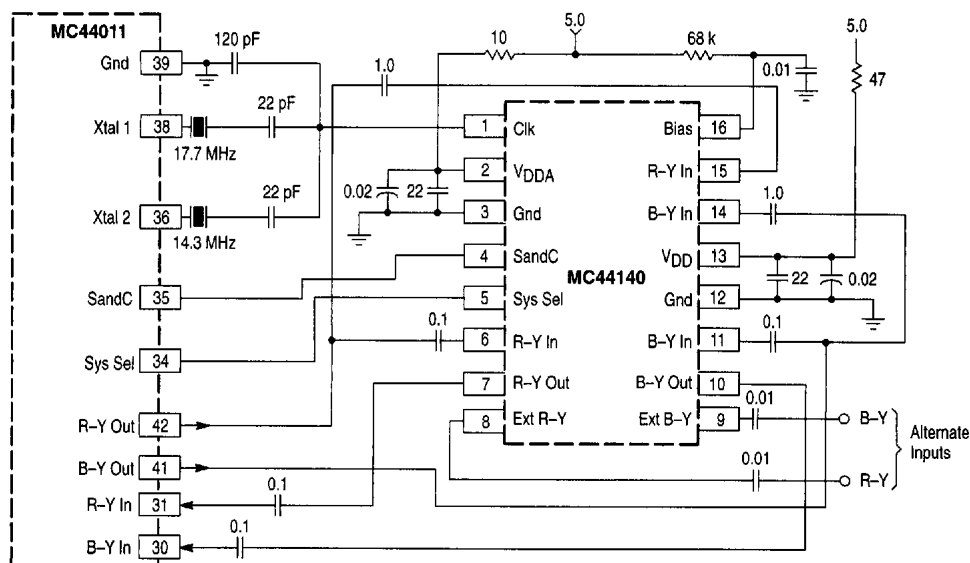 MC44011
Gnd
39
120 pF
Xtal 1
38
17.7 MHz
22 pF
Xtal 2
36
14.3 MHz
22 pF
SandC
35
Sys Sel
34
R–Y Out
42
B–Y Out
41
R–Y In
31
0.1
B–Y In
30
0.1
1.0
10
5.0
68 k
0.01
5.0
47
0.02
22
0.1
MC44140
1
Clk
2
VDDA
3
Gnd
4
SandC
5
Sys Sel
6
R–Y In
7
R–Y Out
8
Ext R–Y
Bias
16
R–Y In
15
B–Y In
14
VDD
13
Gnd
12
B–Y In
11
B–Y Out
10
Ext B–Y
9
1.0
22
0.02
0.1
0.01
B–Y
0.01
R–Y
Alternate
Inputs